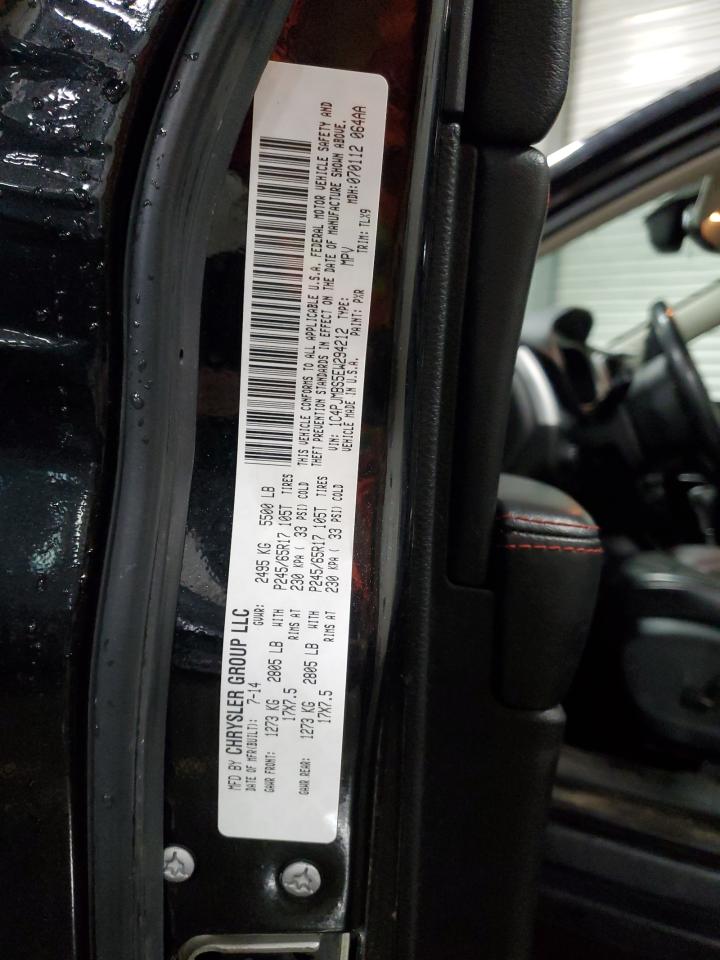 MFD BY CHRYSLER GROUP LLC
DATE OF MFR(BUILT): 7-14 GVWR: 2495 KG 5500 LB
GAWR FRONT: 1273 KG 2805 LB WITH P245/65R17 105T TIRES
17X7.5 RIMS AT 230 KPA ( 33 PSI) COLD
GAWR REAR: 1273 KG 2805 LB WITH P245/65R17 105T TIRES
17X7.5 RIMS AT 230 KPA ( 33 PSI) COLD
THIS VEHICLE CONFORMS TO ALL APPLICABLE U.S.A. FEDERAL MOTOR VEHICLE SAFETY AND
THEFT PREVENTION STANDARDS IN EFFECT ON THE DATE OF MANUFACTURE SHOWN ABOVE.
VIN: 1C4PJMBS5EW294212 TYPE: MPV MDH:070112 064AA
VEHICLE MADE IN U.S.A. PAINT: PXR TRIM: TLX9